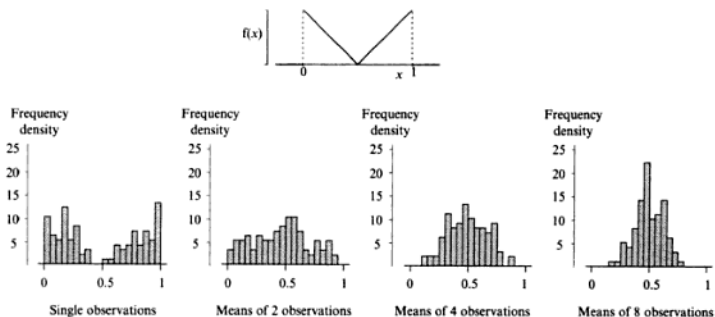 f(x)
0 x 1
Frequency density
25
20
15
10
5
0 0.5 1
Single observations
Frequency density
25
20
15
10
5
0 0.5 1
Means of 2 observations
Frequency density
25
20
15
10
5
0 0.5 1
Means of 4 observations
Frequency density
25
20
15
10
5
0 0.5 1
Means of 8 observations